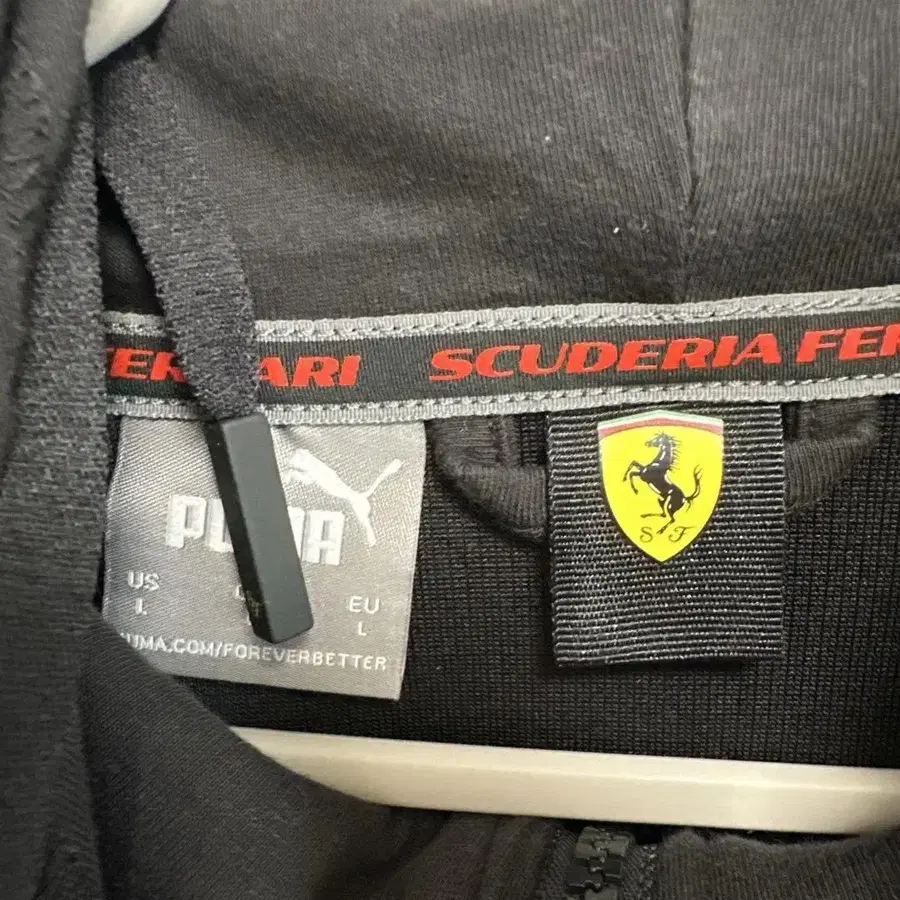 FERRARI SCUDERIA FER
PUMA
US EU
L L
PUMA.COM/FOREVERBETTER
S F